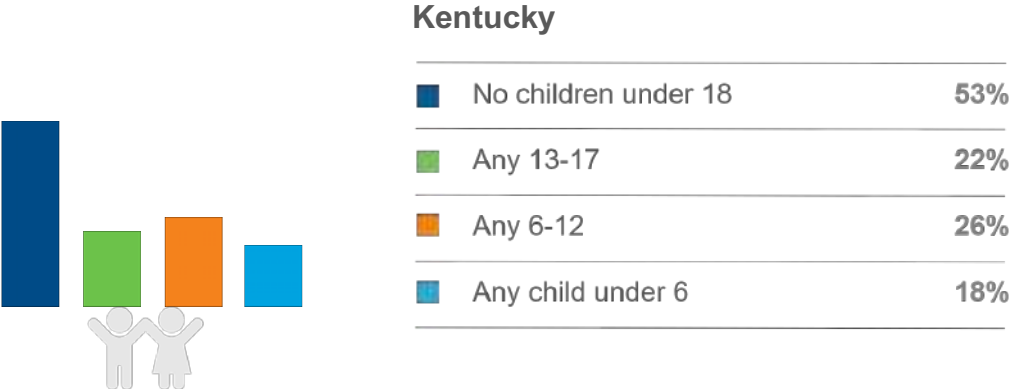 Kentucky
No children under 18 53%
Any 13-17 22%
Any 6-12 26%
Any child under 6 18%